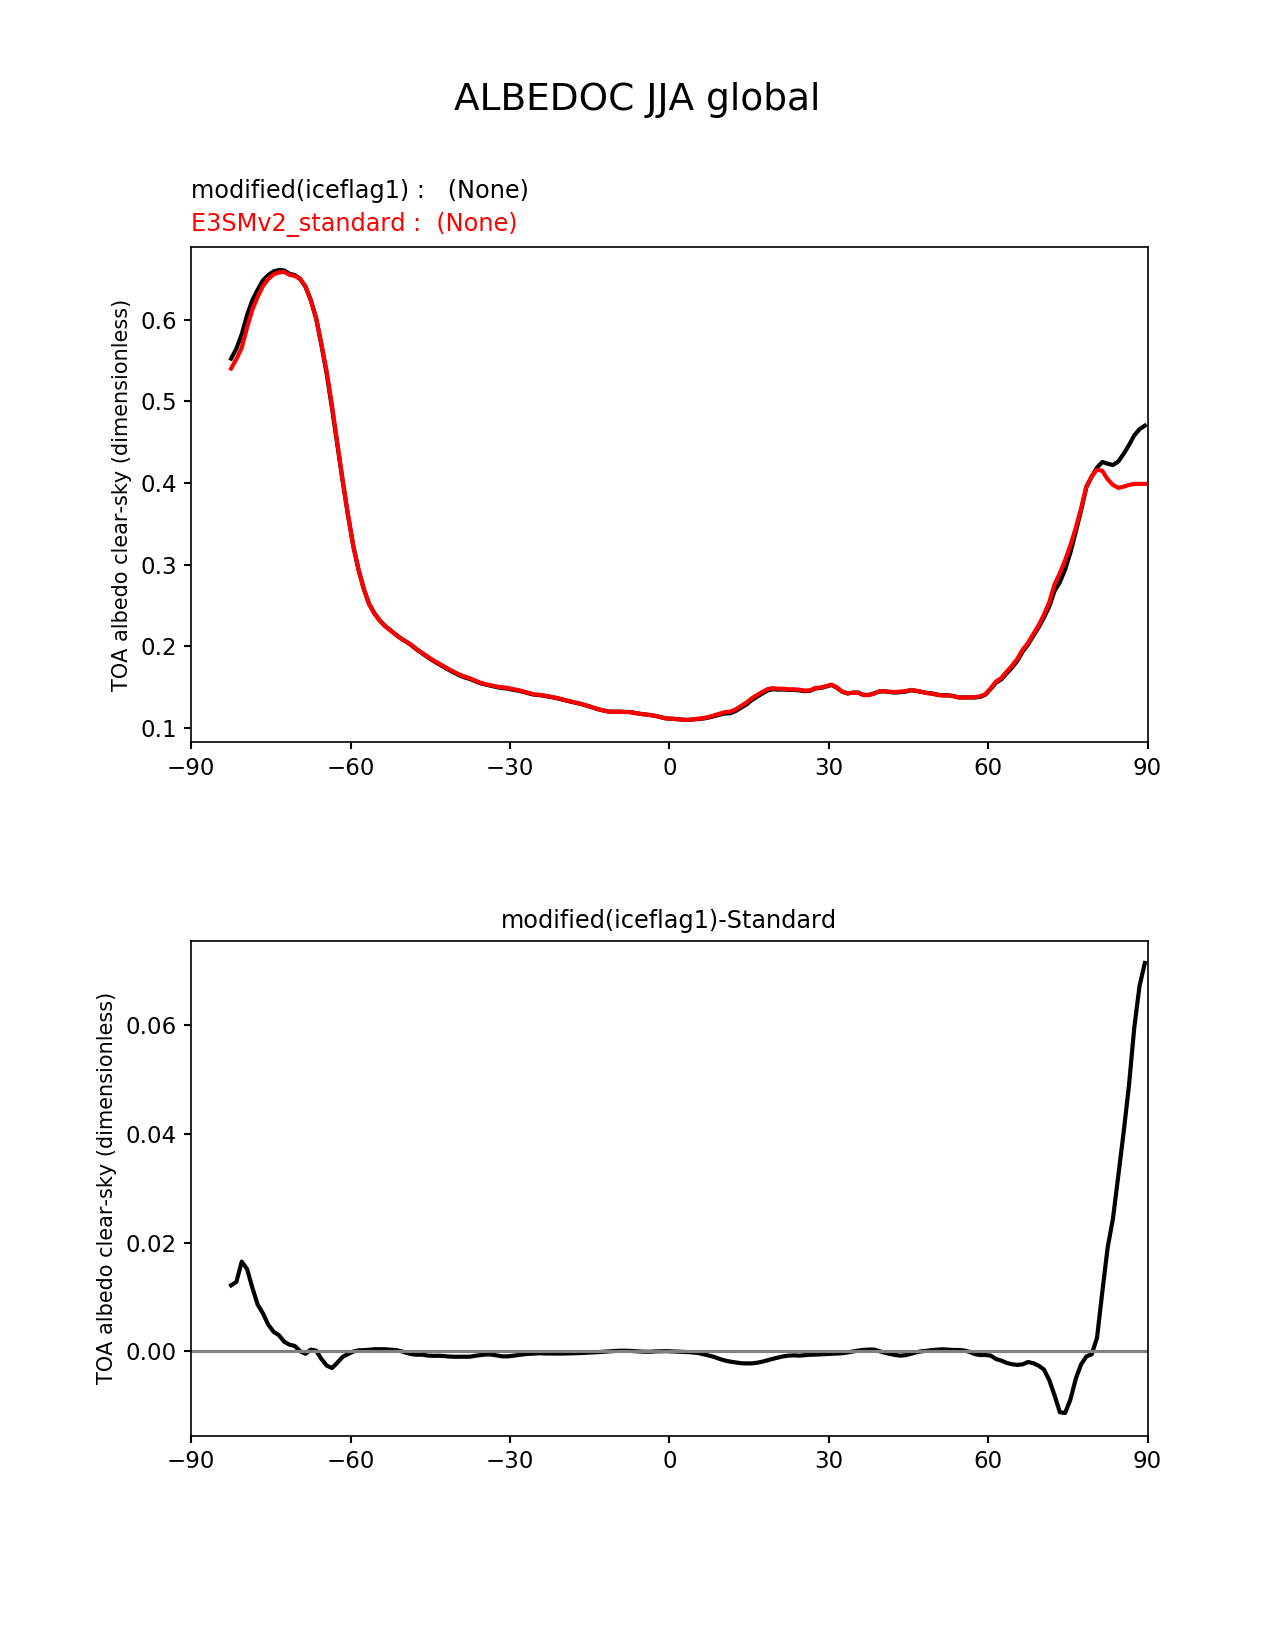 ALBEDOC JJA global
modified(iceflag1) : (None)
E3SMv2_standard : (None)
TOA albedo clear-sky (dimensionless)
0.6
0.5
0.4
0.3
0.2
0.1
−90 −60 −30 0 30 60 90
modified(iceflag1)-Standard
TOA albedo clear-sky (dimensionless)
0.06
0.04
0.02
0.00
−90 −60 −30 0 30 60 90